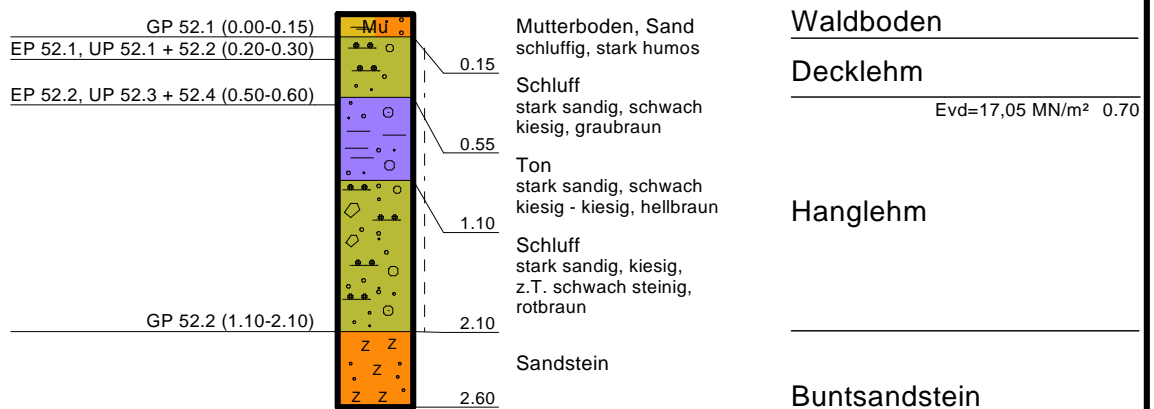 GP 52.1 (0.00-0.15)
EP 52.1, UP 52.1 + 52.2 (0.20-0.30)
EP 52.2, UP 52.3 + 52.4 (0.50-0.60)
GP 52.2 (1.10-2.10)
Mu
z z
z
z z
0.15
0.55
1.10
2.10
2.60
Mutterboden, Sand
schluffig, stark humos
Schluff
stark sandig, schwach
kiesig, graubraun
Ton
stark sandig, schwach
kiesig - kiesig, hellbraun
Schluff
stark sandig, kiesig,
z.T. schwach steinig,
rotbraun
Sandstein
Waldboden
Decklehm
Evd=17,05 MN/m² 0.70
Hanglehm
Buntsandstein